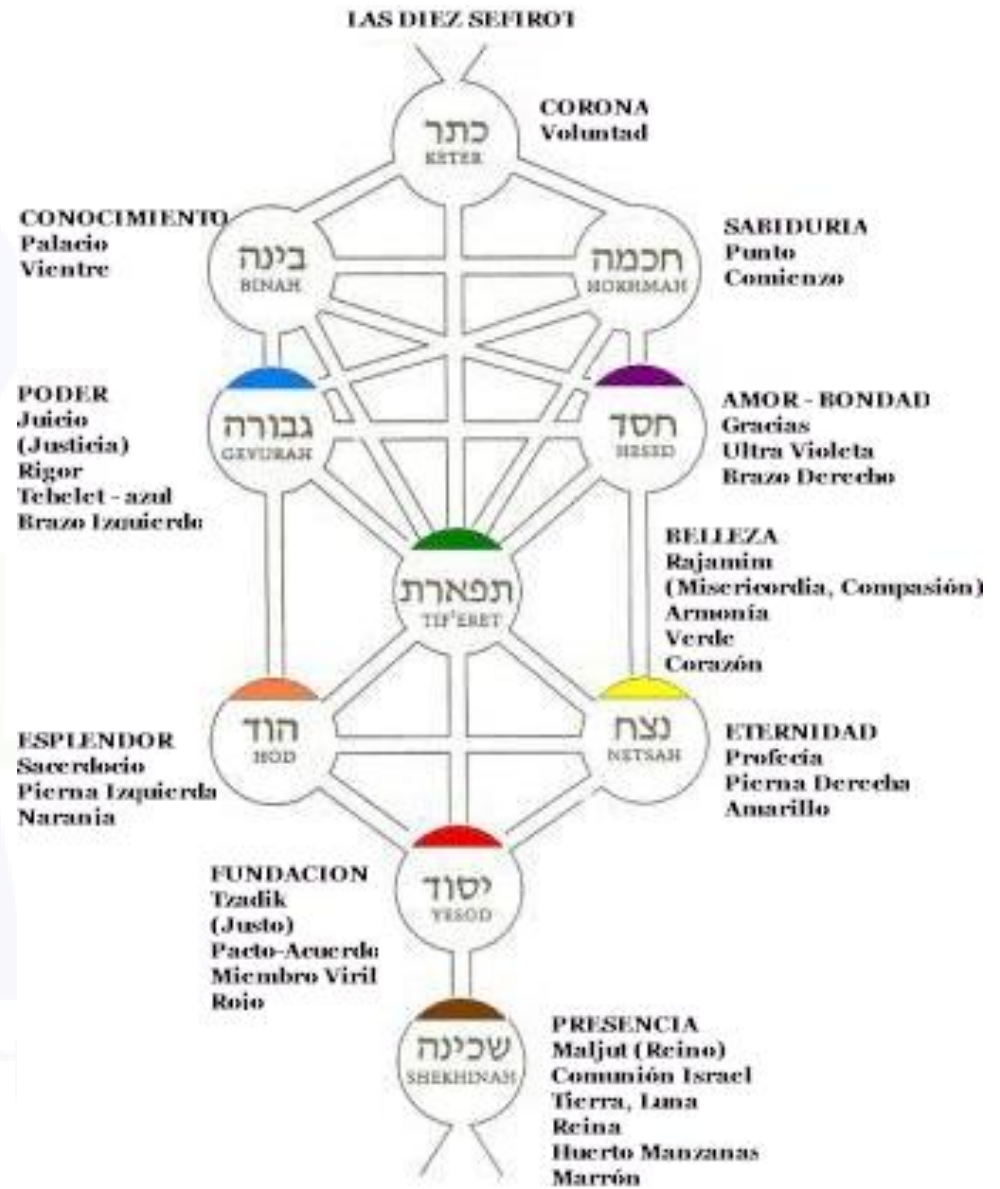 LAS DIEZ SEFIROT
כתר
KETER
CORONA
Voluntad
CONOCIMIENTO
Palacio
Vientre
בינה
BINAH
חכמה
HOKHMAH
SABIDURIA
Punto
Comienzo
PODER
Juicio
(Justicia)
Rigor
Tehelet - azul
Brazo Izquierdo
גבורה
GEVURAH
חסד
HESED
AMOR - BONDAD
Gracias
Ultra Violeta
Brazo Derecho
תפארת
TIF'ERET
BELLEZA
Rajamim
(Misericordia, Compasión)
Armonía
Verde
Corazón
ESPLENDOR
Sacerdocio
Pierna Izquierda
Naranja
הוד
HOD
נצח
NETSAH
ETERNIDAD
Profecia
Pierna Derecha
Amarillo
FUNDACION
Tzadik
(Justo)
Pacto-Acuerdo
Miembro Viril
Rojo
יסוד
YESOD
שכינה
SHEKHINAH
PRESENCIA
Maljut (Reino)
Comunión Israel
Tierra, Luna
Reina
Huerto Manzanas
Marrón